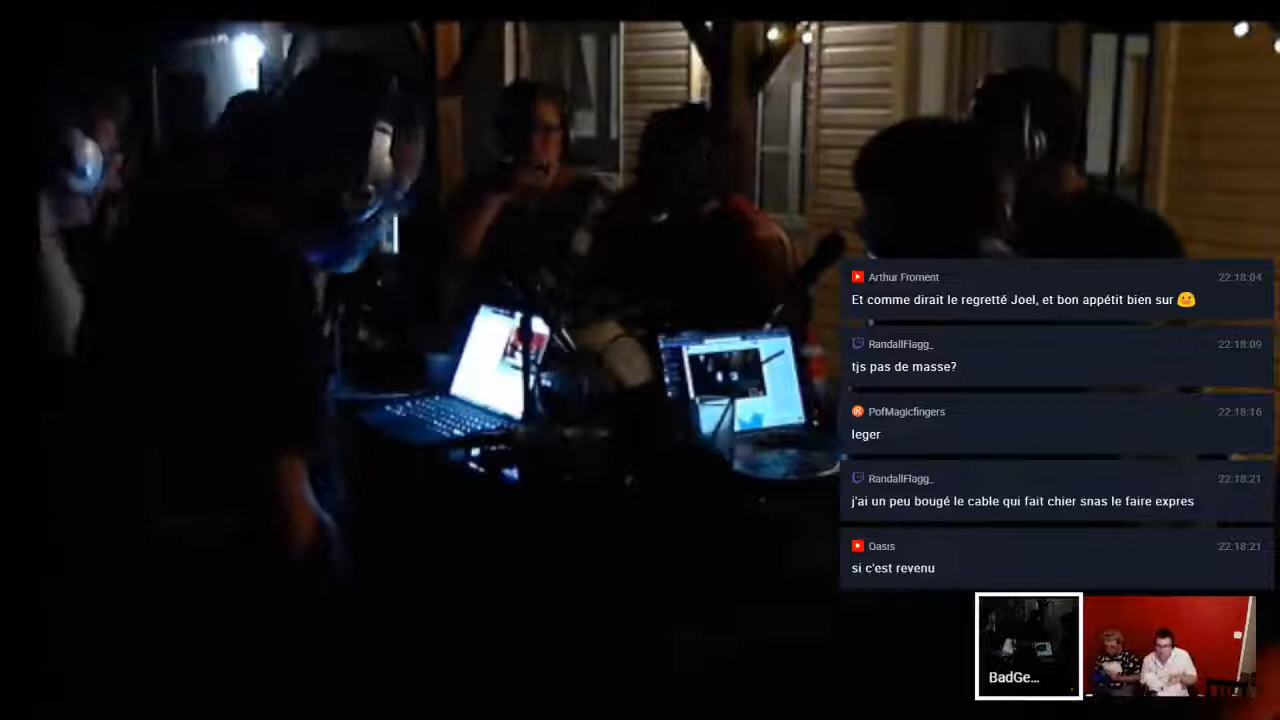 Arthur Froment 22:18:04
Et comme dirait le regretté Joel, et bon appétit bien sur
RandallFlagg_ 22:18:09
tjs pas de masse?
PofMagicfingers 22:18:16
leger
RandallFlagg_ 22:18:21
j'ai un peu bougé le cable qui fait chier snas le faire expres
Oasis 22:18:21
si c'est revenu
BadGe...